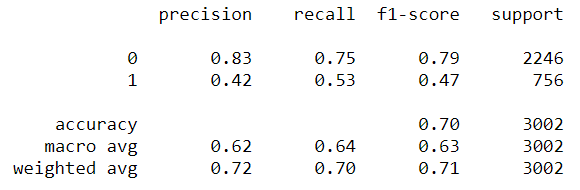 precision recall f1-score support
0 0.83 0.75 0.79 2246
1 0.42 0.53 0.47 756
accuracy 0.70 3002
macro avg 0.62 0.64 0.63 3002
weighted avg 0.72 0.70 0.71 3002